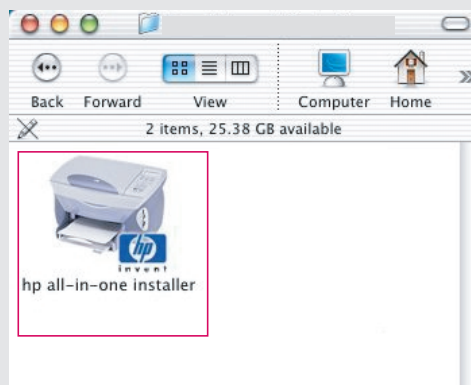 Back Forward View Computer Home
2 items, 25.38 GB available
hp
invent
hp all-in-one installer